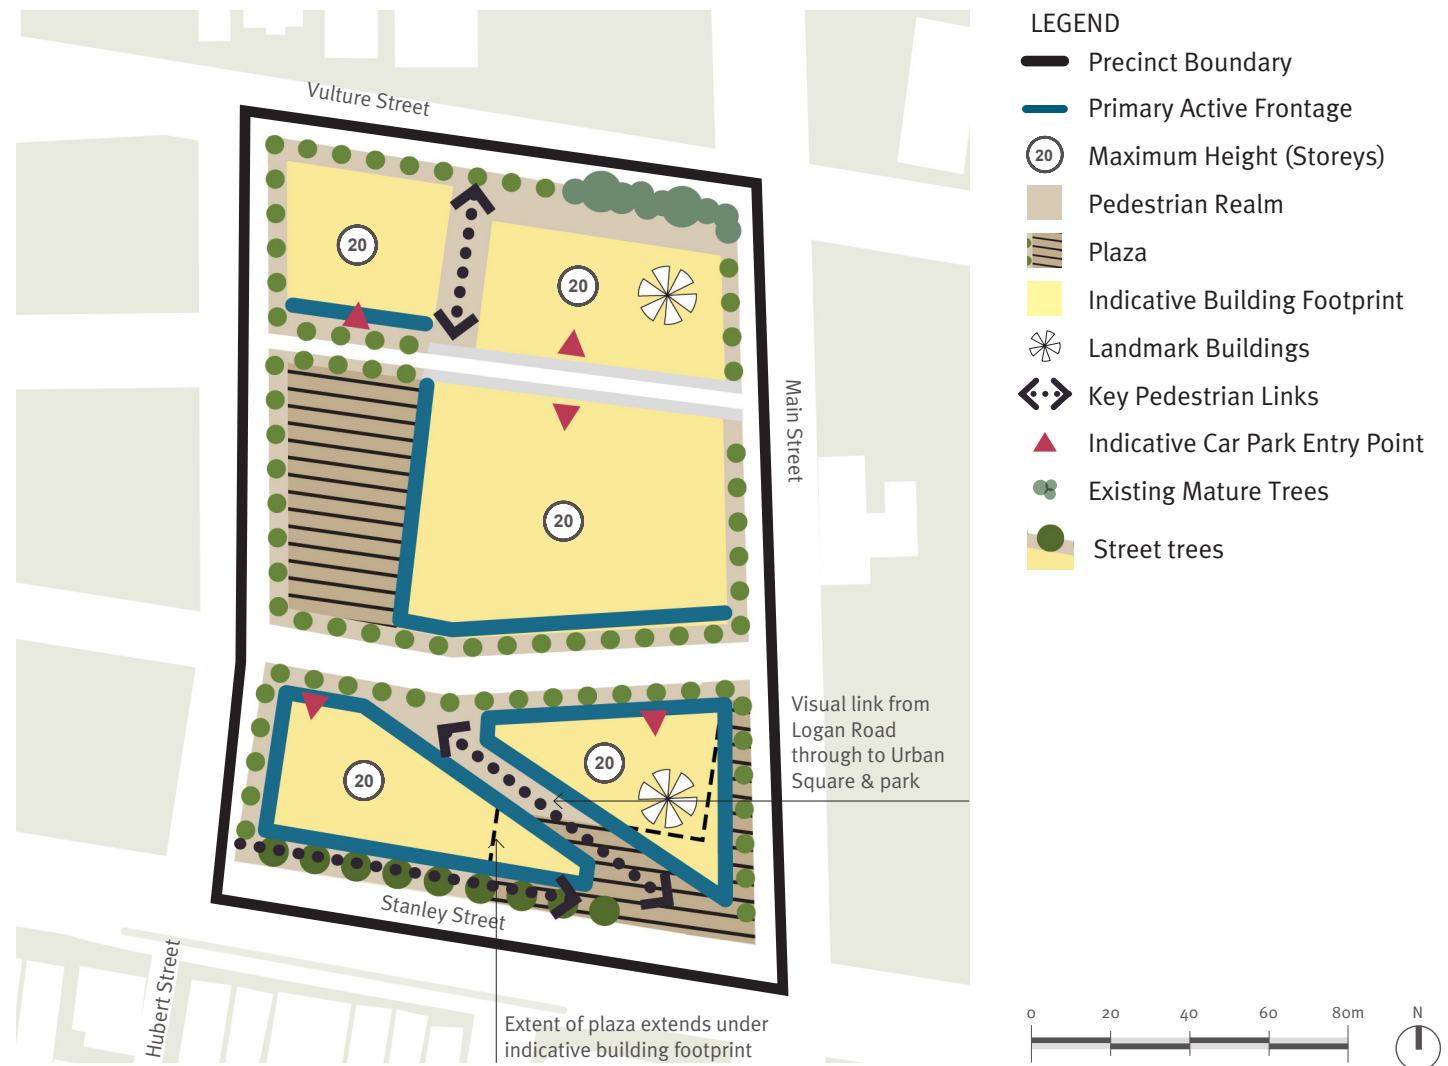 LEGEND
Precinct Boundary
Primary Active Frontage
20
Maximum Height (Storeys)
Pedestrian Realm
Plaza
Indicative Building Footprint
Landmark Buildings
Key Pedestrian Links
Indicative Car Park Entry Point
Existing Mature Trees
Street trees
Vulture Street
20
20
Main Street
20
Visual link from
Logan Road
through to Urban
Square & park
20
20
Stanley Street
Hubert Street
Extent of plaza extends under
indicative building footprint
0 20 40 60 80m
N